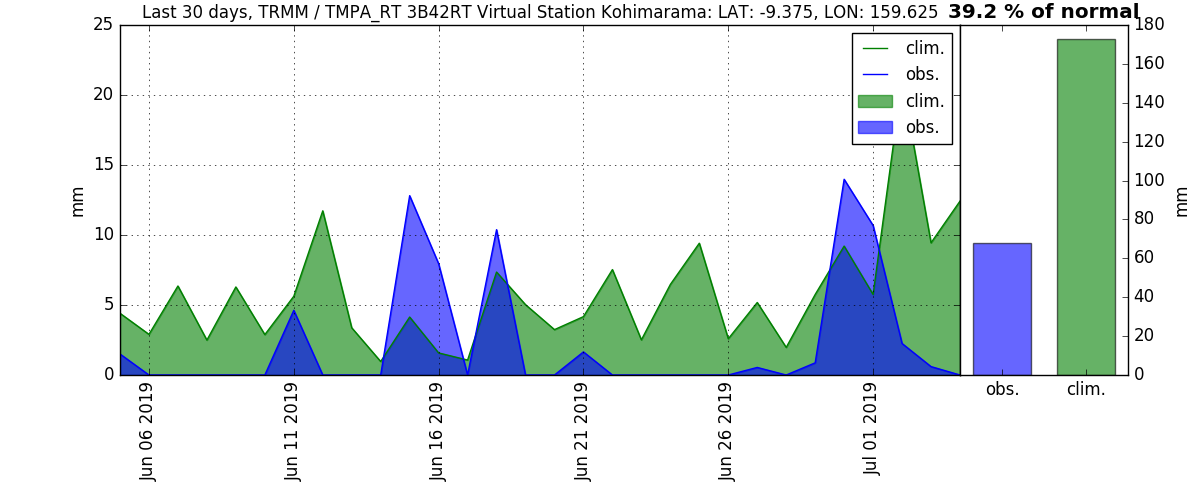 Last 30 days, TRMM / TMPA_RT 3B42RT Virtual Station Kohimarama: LAT: -9.375, LON: 159.625
39.2 % of normal
mm
25
20
15
10
5
0
clim.
obs.
clim.
obs.
Jun 06 2019
Jun 11 2019
Jun 16 2019
Jun 21 2019
Jun 26 2019
Jul 01 2019
180
160
140
120
100
80
60
40
20
0
mm
obs.
clim.